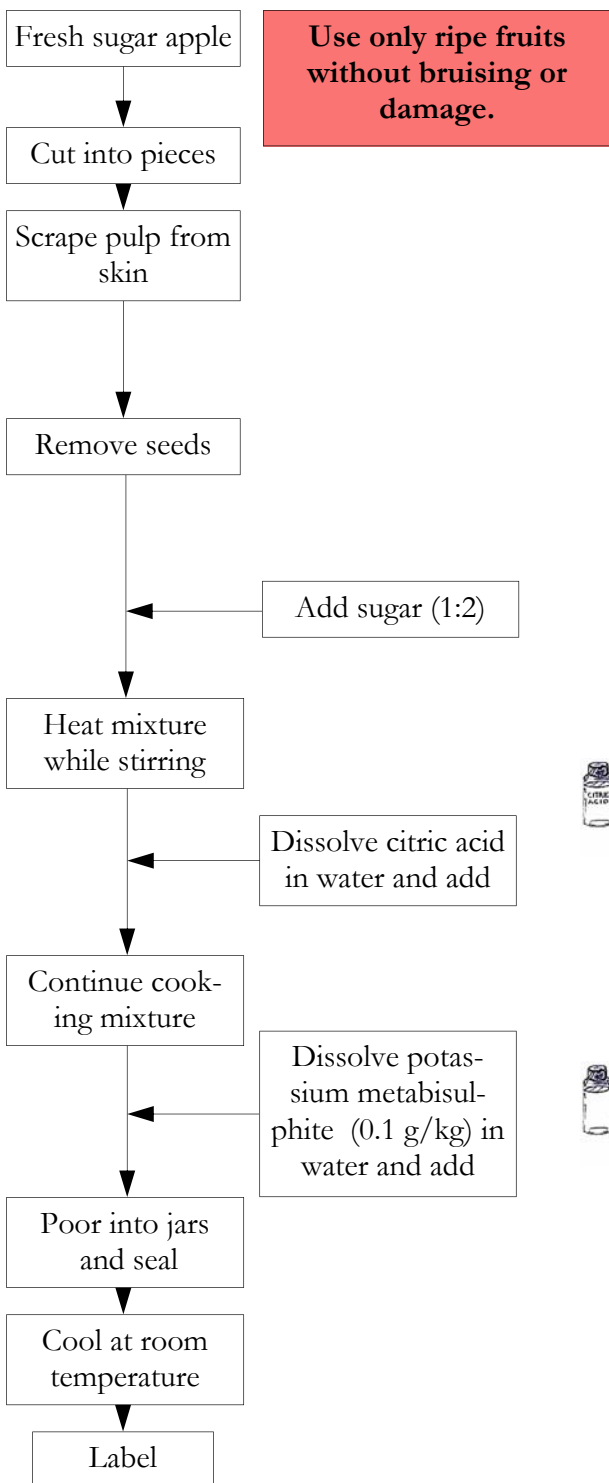 Fresh sugar apple
Use only ripe fruits
without bruising or
damage.
Cut into pieces
Scrape pulp from
skin
Remove seeds
Add sugar (1:2)
Heat mixture
while stirring
CITRIC
ACID
Dissolve citric acid
in water and add
Continue cook-
ing mixture
Dissolve potas-
sium metabisul-
phite (0.1 g/kg) in
water and add
Poor into jars
and seal
Cool at room
temperature
Label